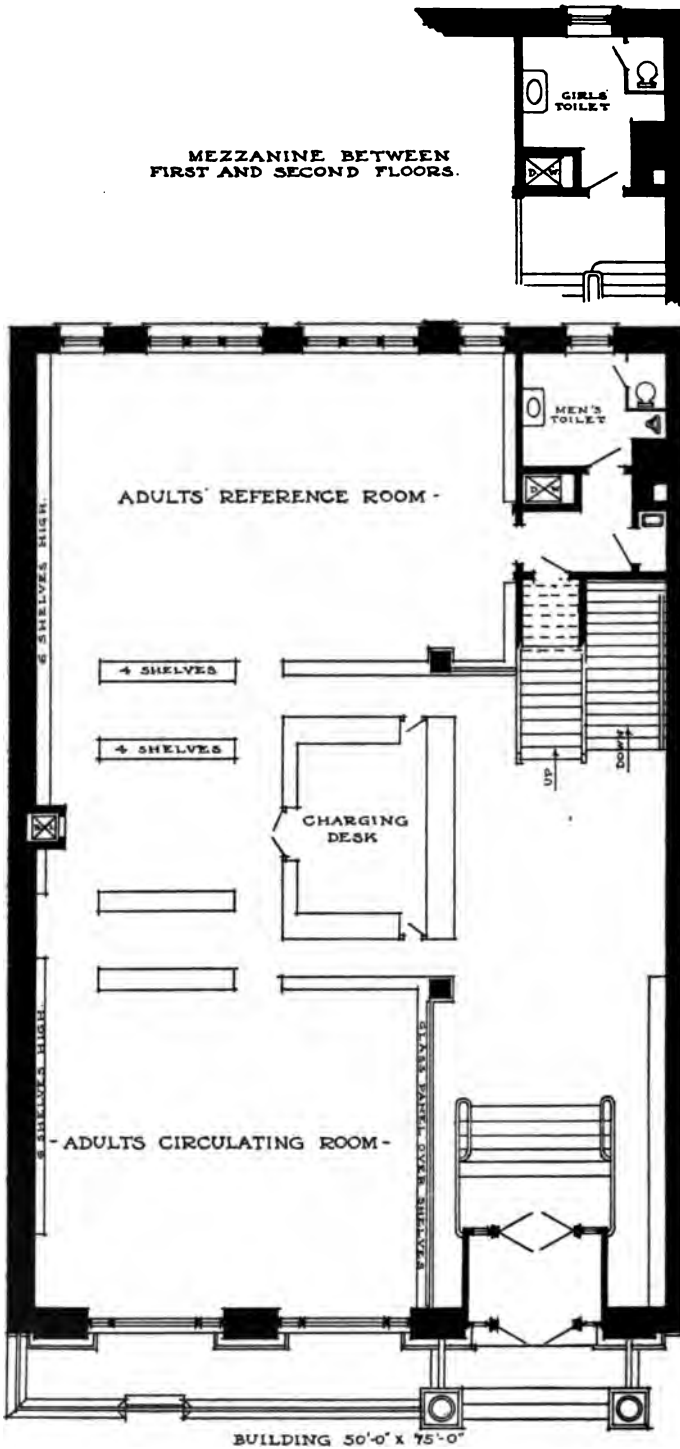 GIRLS'
TOILET
MEZZANINE BETWEEN
FIRST AND SECOND FLOORS.
D W
MEN'S
TOILET
ADULTS' REFERENCE ROOM -
D W
6 SHELVES HIGH.
4 SHELVES
4 SHELVES
UP
DOWN
CHARGING
DESK
6 SHELVES HIGH.
GLASS PANEL OVER SHELVES
- ADULTS CIRCULATING ROOM -
BUILDING 50'-0" x 75'-0"